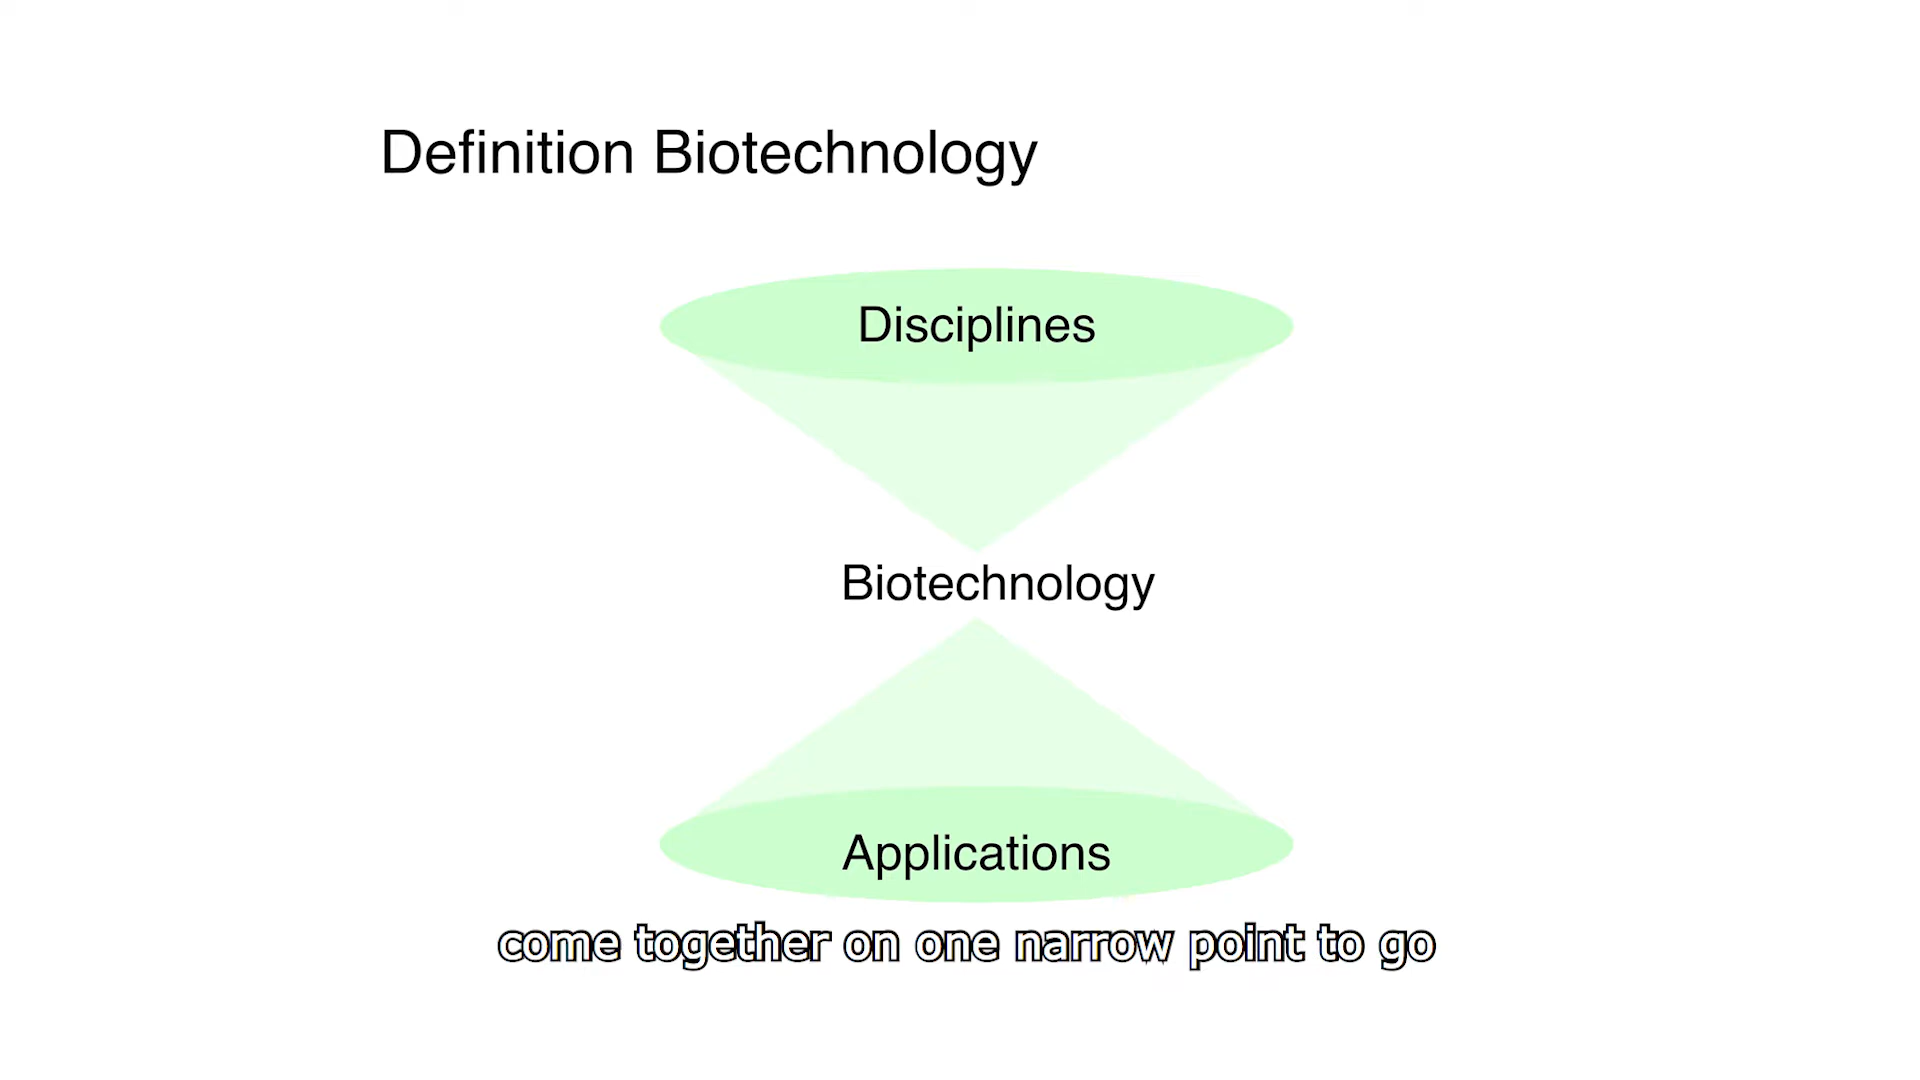 Definition Biotechnology
Disciplines
Biotechnology
Applications
come together on one narrow point to go